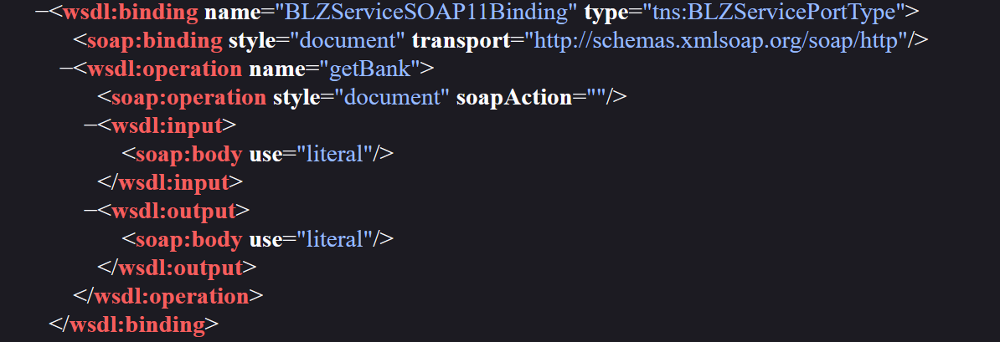 −<wsdl:binding name="BLZServiceSOAP11Binding" type="tns:BLZServicePortType">
<soap:binding style="document" transport="http://schemas.xmlsoap.org/soap/http"/>
−<wsdl:operation name="getBank">
<soap:operation style="document" soapAction=""/>
−<wsdl:input>
<soap:body use="literal"/>
</wsdl:input>
−<wsdl:output>
<soap:body use="literal"/>
</wsdl:output>
</wsdl:operation>
</wsdl:binding>